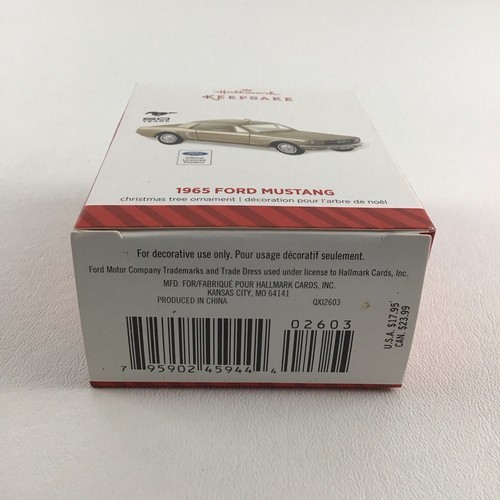 Hallmark
KEEPSAKE
50 YEARS
1965 FORD MUSTANG
christmas tree ornament | décoration pour l'arbre de noël
For decorative use only. Pour usage décoratif seulement.
Ford Motor Company Trademarks and Trade Dress used under license to Hallmark Cards, Inc.
MFD. FOR/FABRIQUÉ POUR HALLMARK CARDS, INC.
KANSAS CITY, MO 64141
PRODUCED IN CHINA QXI2603
U.S.A. $17.95
CAN. $23.99
02603
7 95902 45944 4